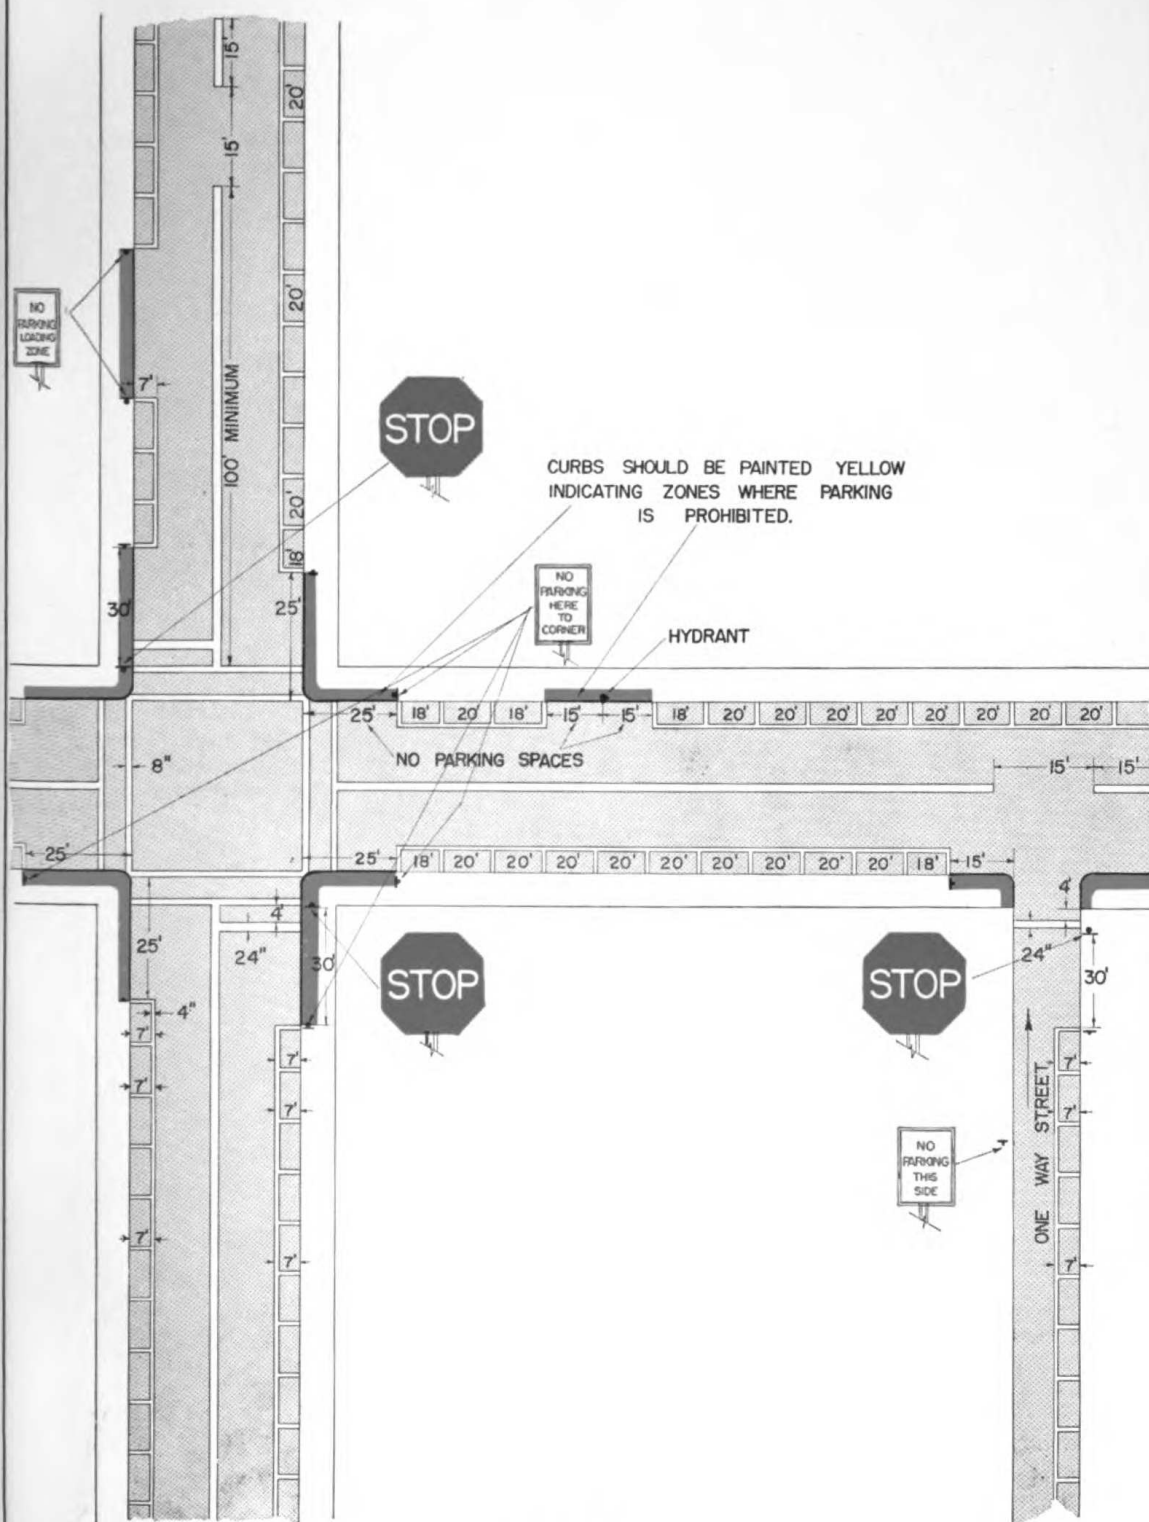 15'
20'
15'
NO
PARKING
LOADING
ZONE
20'
7'
100' MINIMUM
STOP
CURBS SHOULD BE PAINTED YELLOW
INDICATING ZONES WHERE PARKING
IS PROHIBITED.
20'
18'
NO
PARKING
HERE
TO
CORNER
30'
25'
HYDRANT
25' 18' 20' 18' 15' 15' 18' 20' 20' 20' 20' 20' 20' 20' 20'
NO PARKING SPACES
8"
15' 15'
25' 25' 18' 20' 20' 20' 20' 20' 20' 20' 20' 20' 18' 15'
4'
4'
25'
24"
30'
STOP
STOP
24"
30'
4"
7'
7'
7'
7'
7'
7'
NO
PARKING
THIS
SIDE
ONE WAY STREET
7'
7'
7'